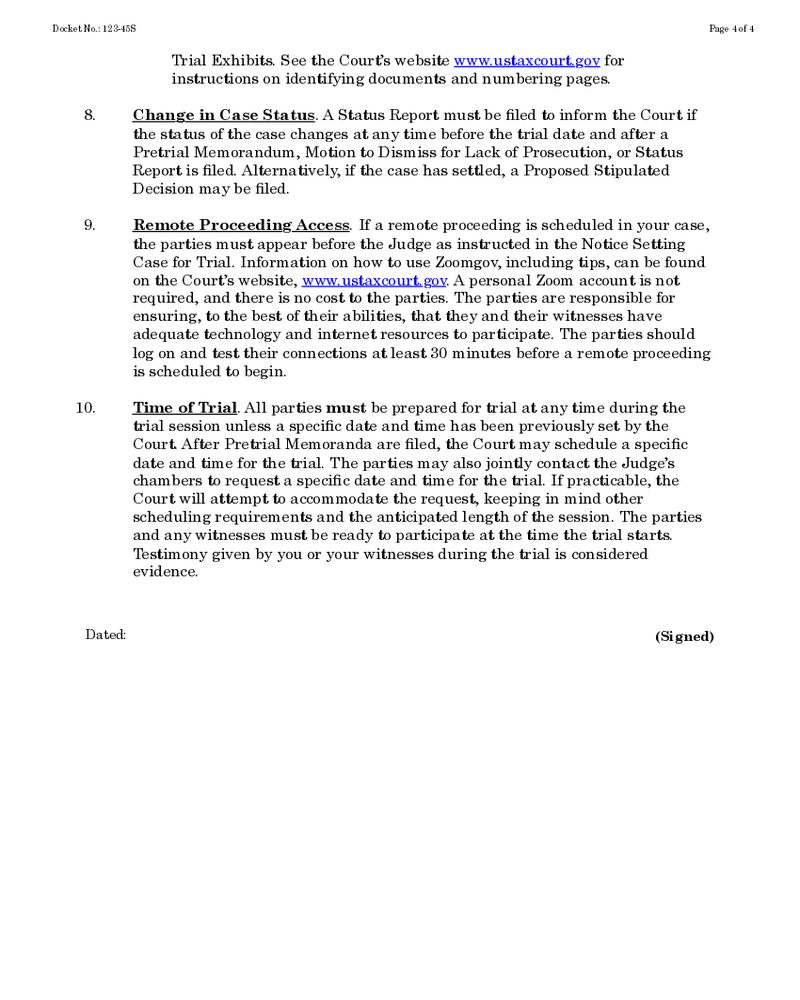 Docket No.: 123-45S Page 4 of 4
Trial Exhibits. See the Court's website www.ustaxcourt.gov for
instructions on identifying documents and numbering pages.
8. Change in Case Status. A Status Report must be filed to inform the Court if
the status of the case changes at any time before the trial date and after a
Pretrial Memorandum, Motion to Dismiss for Lack of Prosecution, or Status
Report is filed. Alternatively, if the case has settled, a Proposed Stipulated
Decision may be filed.
9. Remote Proceeding Access. If a remote proceeding is scheduled in your case,
the parties must appear before the Judge as instructed in the Notice Setting
Case for Trial. Information on how to use Zoomgov, including tips, can be found
on the Court's website, www.ustaxcourt.gov. A personal Zoom account is not
required, and there is no cost to the parties. The parties are responsible for
ensuring, to the best of their abilities, that they and their witnesses have
adequate technology and internet resources to participate. The parties should
log on and test their connections at least 30 minutes before a remote proceeding
is scheduled to begin.
10. Time of Trial. All parties must be prepared for trial at any time during the
trial session unless a specific date and time has been previously set by the
Court. After Pretrial Memoranda are filed, the Court may schedule a specific
date and time for the trial. The parties may also jointly contact the Judge's
chambers to request a specific date and time for the trial. If practicable, the
Court will attempt to accommodate the request, keeping in mind other
scheduling requirements and the anticipated length of the session. The parties
and any witnesses must be ready to participate at the time the trial starts.
Testimony given by you or your witnesses during the trial is considered
evidence.
Dated: (Signed)